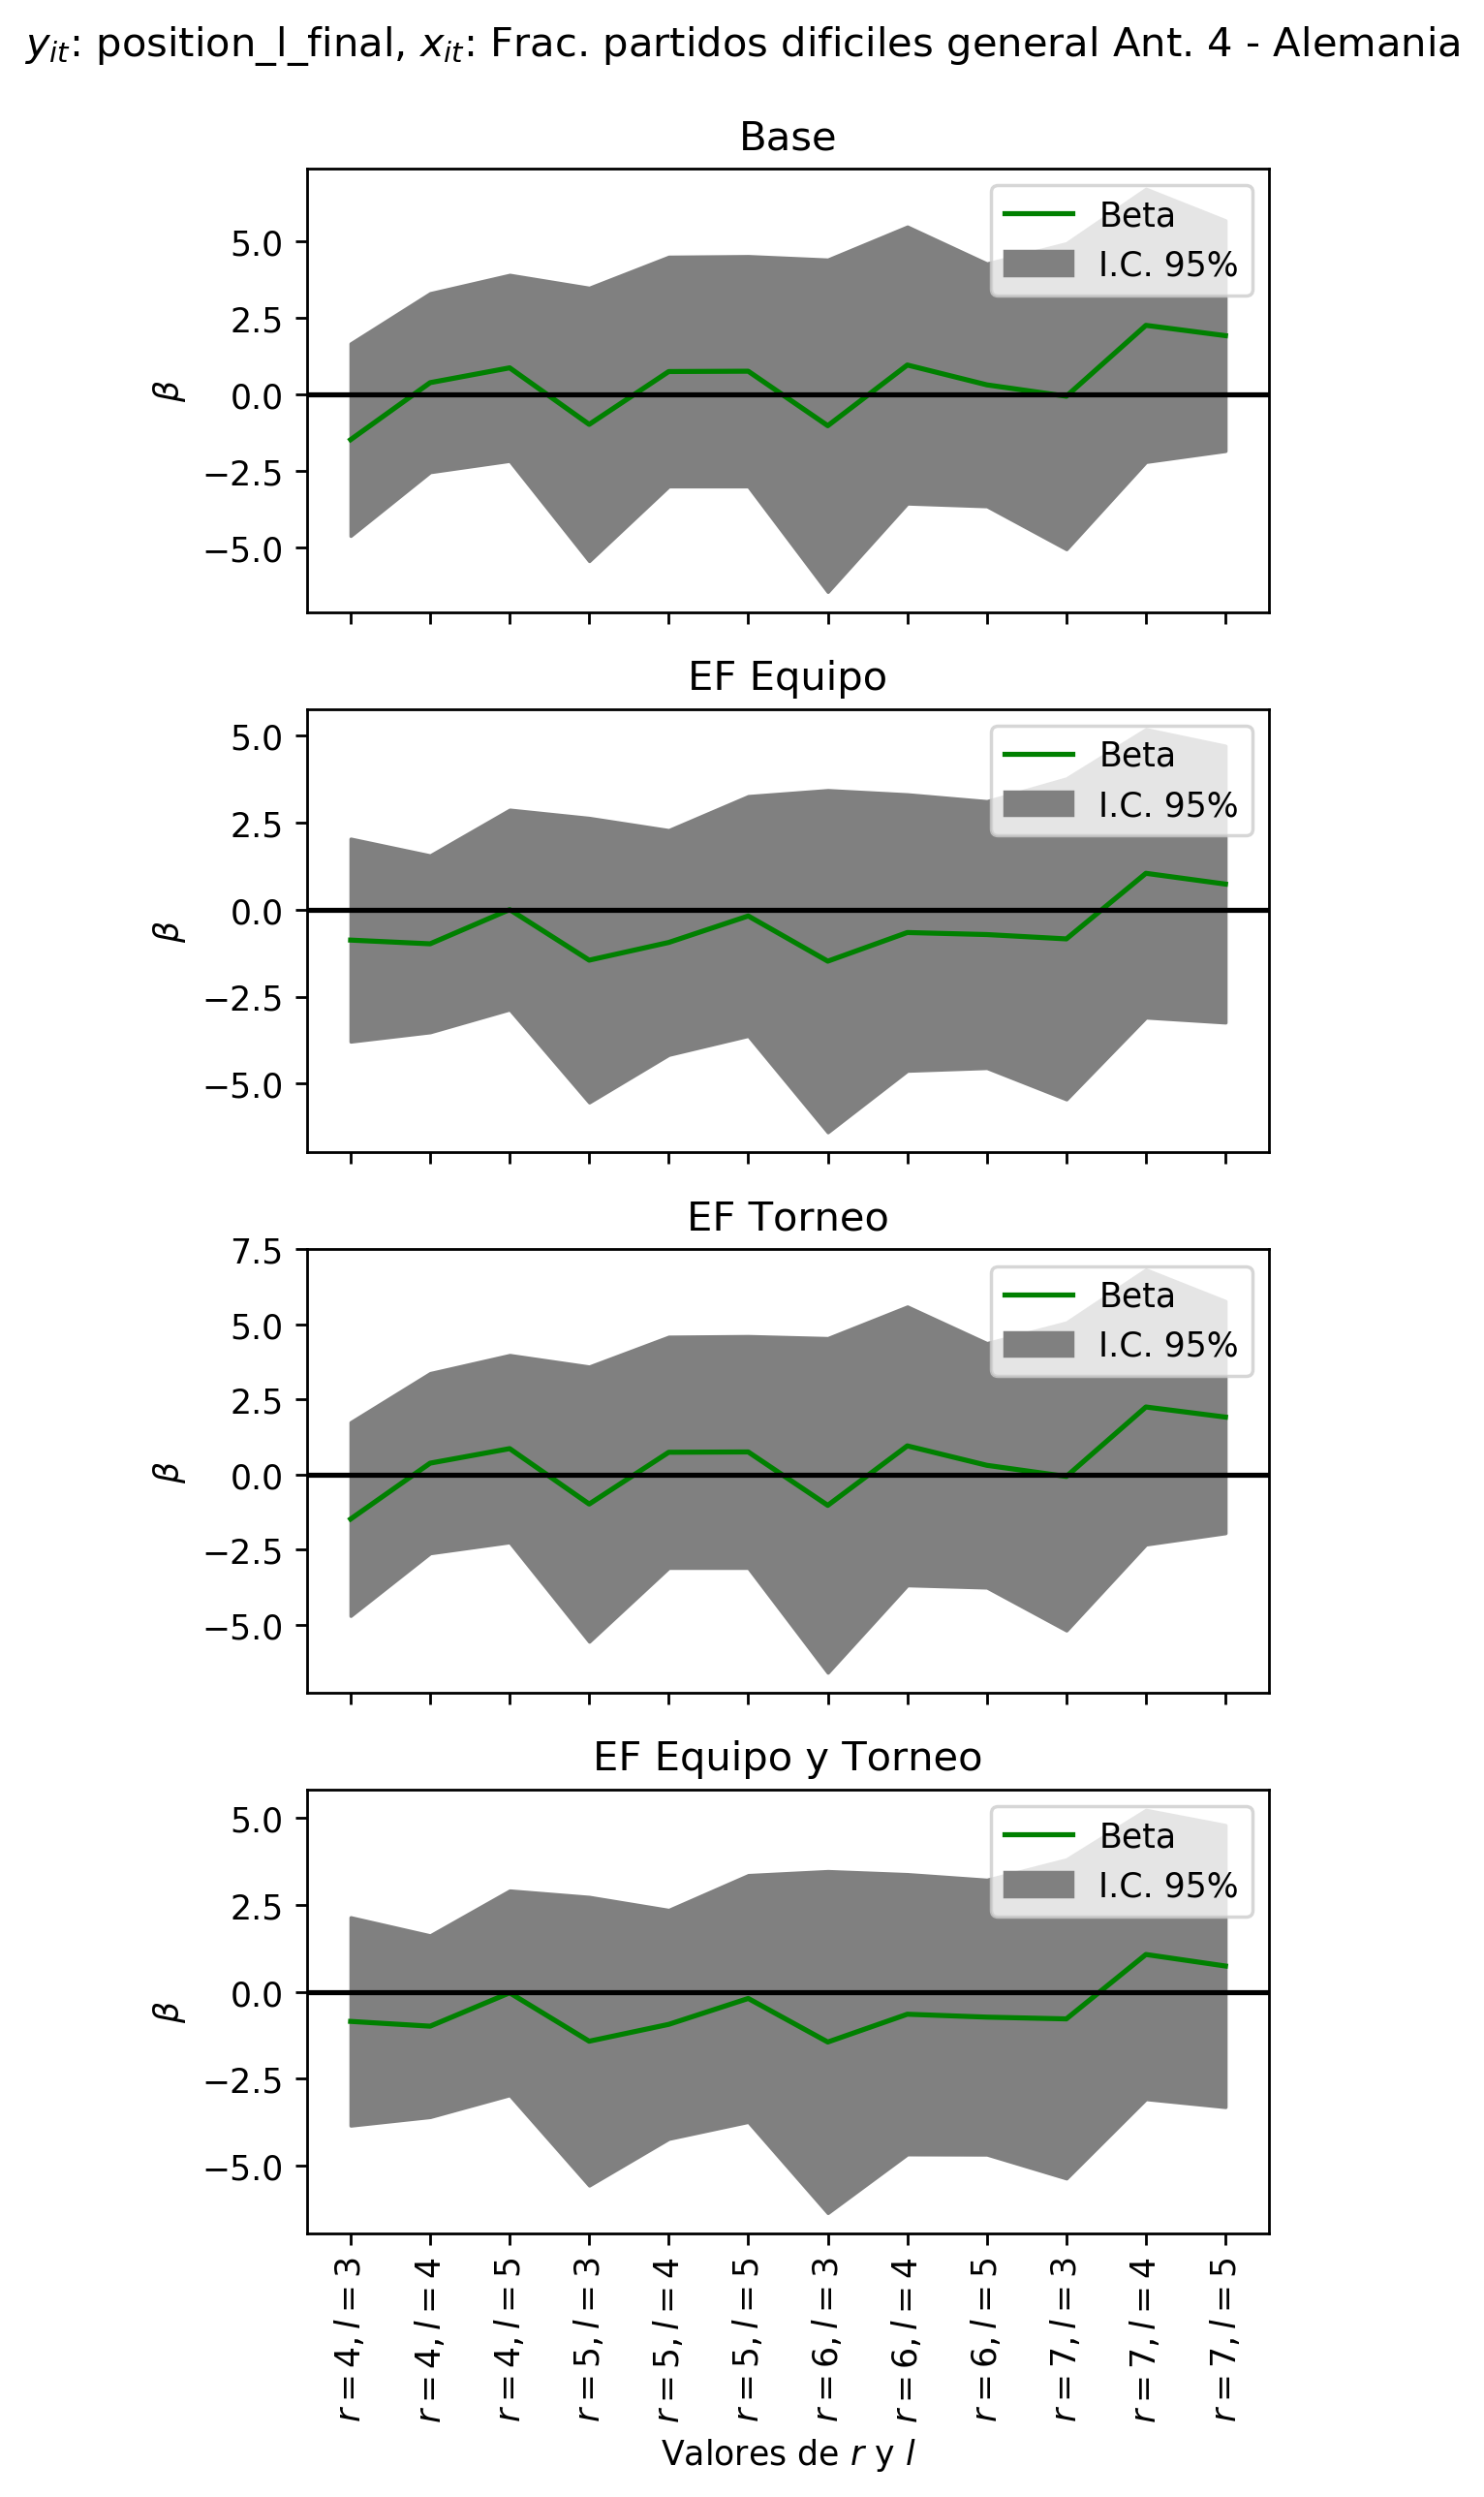 y_it: position_l_final, x_it: Frac. partidos dificiles general Ant. 4 - Alemania
Base
Beta
I.C. 95%
5.0
2.5
0.0
−2.5
−5.0
β
EF Equipo
Beta
I.C. 95%
5.0
2.5
0.0
−2.5
−5.0
β
EF Torneo
Beta
I.C. 95%
7.5
5.0
2.5
0.0
−2.5
−5.0
β
EF Equipo y Torneo
Beta
I.C. 95%
5.0
2.5
0.0
−2.5
−5.0
β
r = 4, l = 3
r = 4, l = 4
r = 4, l = 5
r = 5, l = 3
r = 5, l = 4
r = 5, l = 5
r = 6, l = 3
r = 6, l = 4
r = 6, l = 5
r = 7, l = 3
r = 7, l = 4
r = 7, l = 5
Valores de r y l